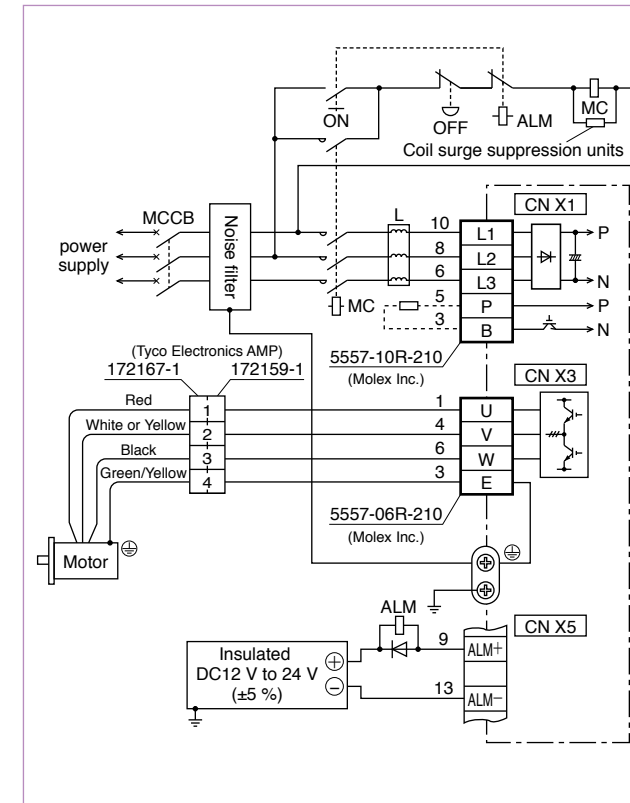 ON
OFF
ALM
MC
Coil surge suppression units
MCCB
Noise filter
L
power
supply
MC
CN X1
10 L1
8 L2
6 L3
5 P
3 B
P
N
P
N
5557-10R-210
(Molex Inc.)
(Tyco Electronics AMP)
172167-1 172159-1
CN X3
Red 1 1 U
White or Yellow 2 4 V
Black 3 6 W
Green/Yellow 4 3 E
5557-06R-210
(Molex Inc.)
Motor
ALM
CN X5
Insulated
DC12 V to 24 V
(±5 %)
+
−
9 ALM+
13 ALM−